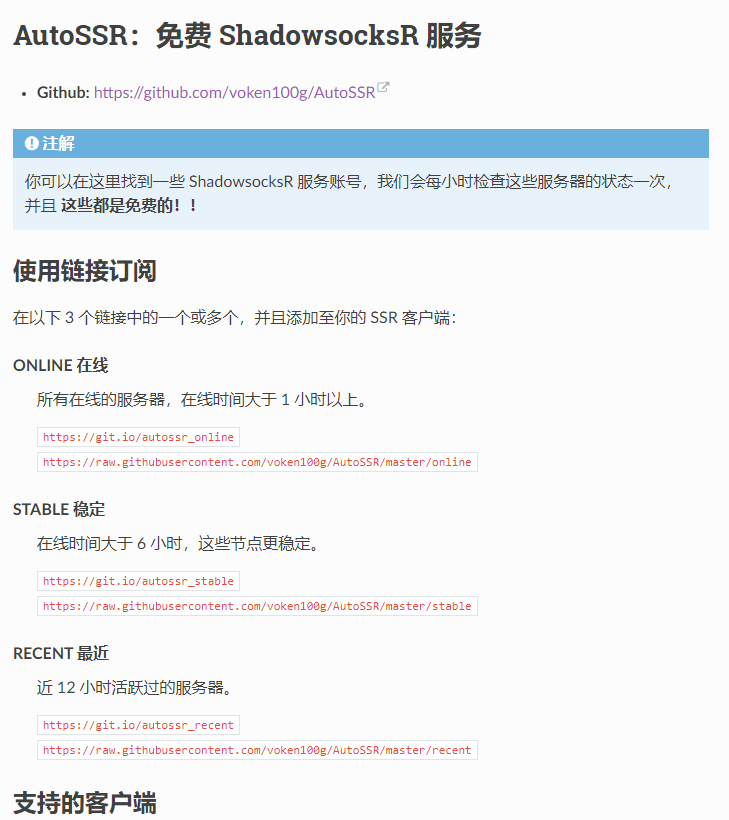 AutoSSR：免费 ShadowsocksR 服务
Github: https://github.com/voken100g/AutoSSR
注解
你可以在这里找到一些 ShadowsocksR 服务账号，我们会每小时检查这些服务器的状态一次，
并且 这些都是免费的！！
使用链接订阅
在以下 3 个链接中的一个或多个，并且添加至你的 SSR 客户端：
ONLINE 在线
所有在线的服务器，在线时间大于 1 小时以上。
https://git.io/autossr_online
https://raw.githubusercontent.com/voken100g/AutoSSR/master/online
STABLE 稳定
在线时间大于 6 小时，这些节点更稳定。
https://git.io/autossr_stable
https://raw.githubusercontent.com/voken100g/AutoSSR/master/stable
RECENT 最近
近 12 小时活跃过的服务器。
https://git.io/autossr_recent
https://raw.githubusercontent.com/voken100g/AutoSSR/master/recent
支持的客户端